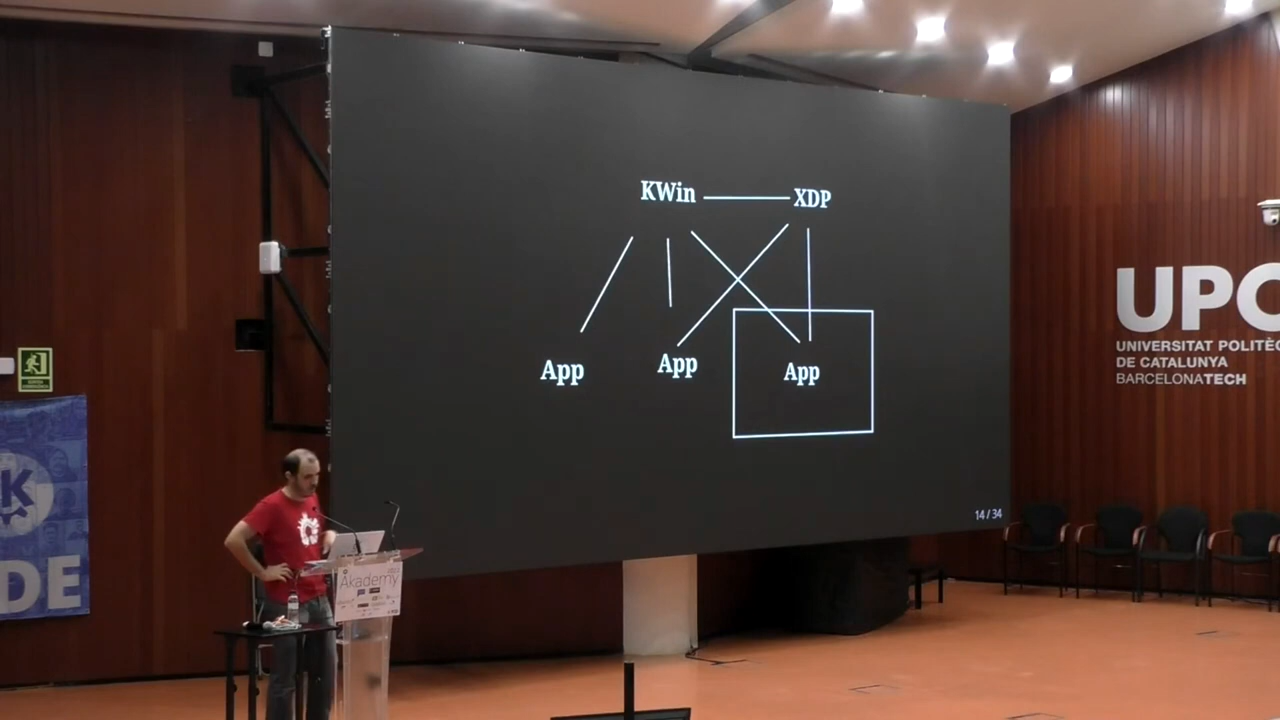 KWin XDP
App App App
14 / 34
UPC
UNIVERSITAT POLITÈC
DE CATALUNYA
BARCELONATECH
K
DE
Akademy